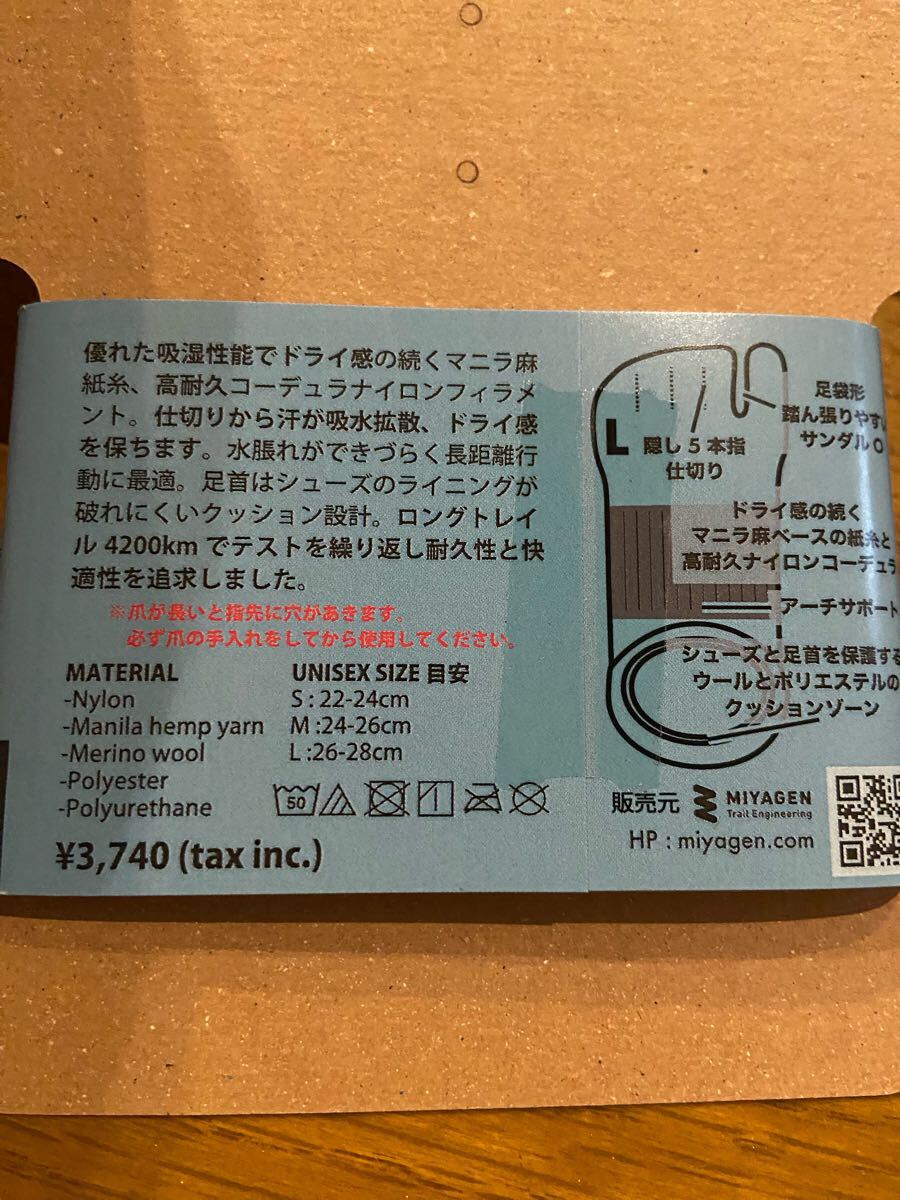 優れた吸湿性能でドライ感の続くマニラ麻
紙糸、高耐久コーデュラナイロンフィラメ
ント。仕切りから汗が吸水拡散、ドライ感
を保ちます。水脹れができづらく長距離行
動に最適。足首はシューズのライニングが
破れにくいクッション設計。ロングトレイ
ル4200kmでテストを繰り返し耐久性と快
適性を追求しました。
※爪が長いと指先に穴があきます。
必ず爪の手入れをしてから使用してください。
MATERIAL
-Nylon
-Manila hemp yarn
-Merino wool
-Polyester
-Polyurethane
UNISEX SIZE 目安
S : 22-24cm
M :24-26cm
L :26-28cm
50
¥3,740 (tax inc.)
足袋形
踏ん張りやすい
サンダルO
L
隠し5本指
仕切り
ドライ感の続く
マニラ麻ベースの紙糸と
高耐久ナイロンコーデュラ
アーチサポート
シューズと足首を保護する
ウールとポリエステルの
クッションゾーン
販売元
MIYAGEN
Trail Engineering
HP : miyagen.com